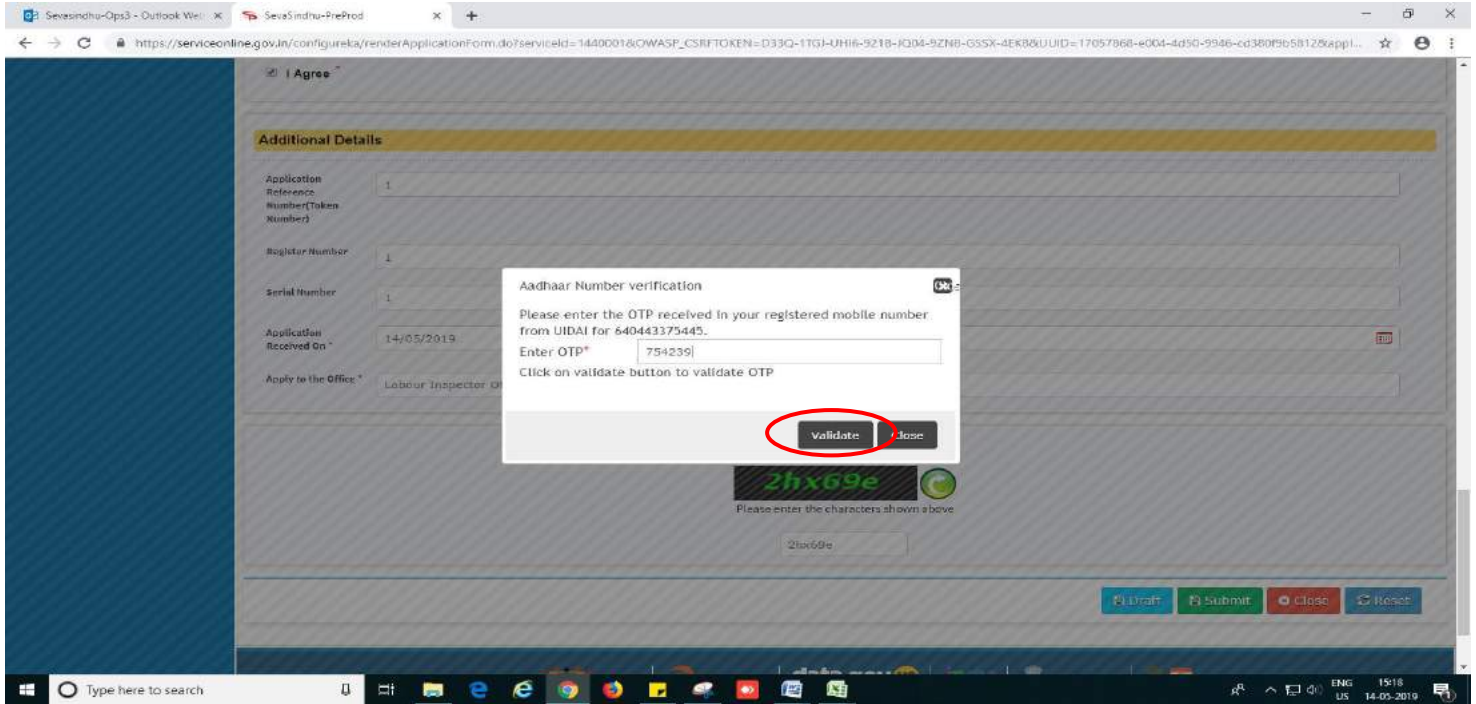 Sevasindhu-Ops3 - Outlook We
SevaSindhu-PreProd
https://serviceonline.gov.in/configureka/renderApplicationForm.do?serviceId=1440001&OWASP_CSRFTOKEN=D33Q-1TGJ-UHI6-9218-JQ04-9ZN8-GSSX-4EK8&UUID=17057868-e004-4d50-9946-cd380f9b5812&appl...
I Agree *
Additional Details
Application
Reference
Number(Token
Number)
1
Register Number
1
Serial Number
1
Application
Received On *
14/05/2019
Apply to the Office *
Labour Inspector
Aadhaar Number verification
Please enter the OTP received in your registered mobile number
from UIDAI for 640443375445.
Enter OTP*
754239
Click on validate button to validate OTP
Validate
Close
2hx69e
Please enter the characters shown above
2hx69e
Draft
Submit
Close
Reset
Type here to search
ENG
US
15:18
14-05-2019